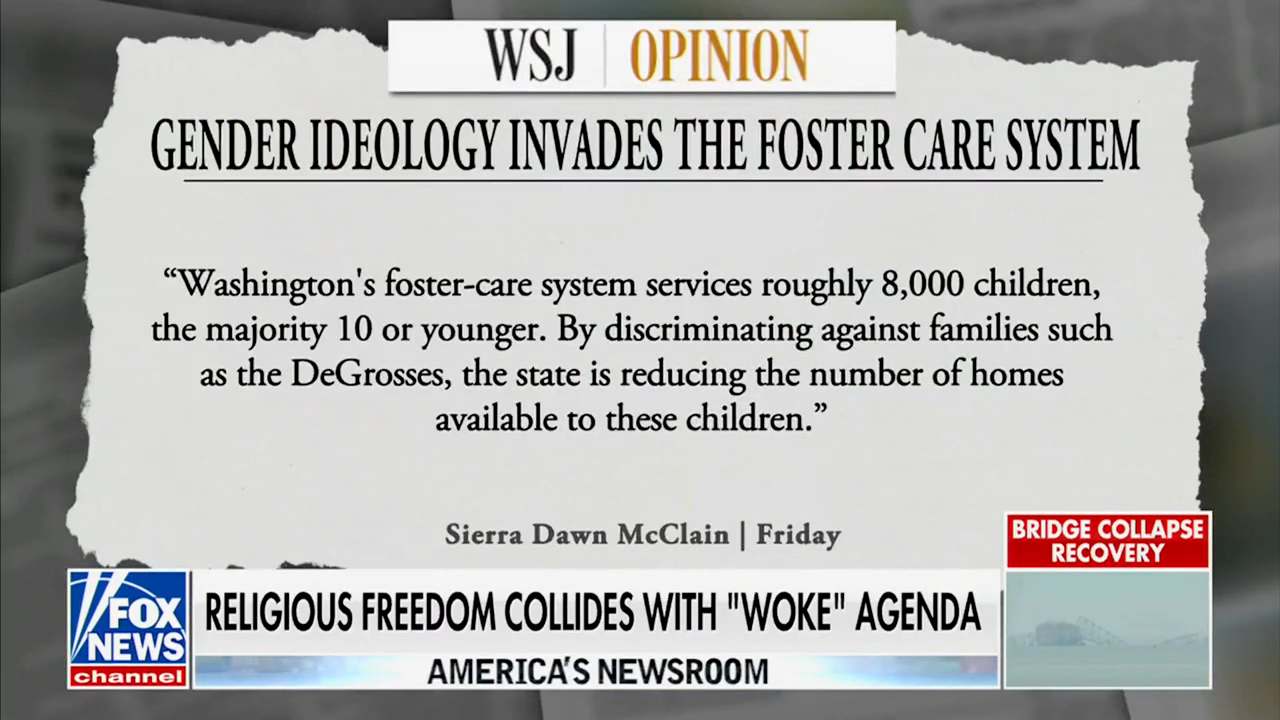 WSJ | OPINION
GENDER IDEOLOGY INVADES THE FOSTER CARE SYSTEM
“Washington's foster-care system services roughly 8,000 children,
the majority 10 or younger. By discriminating against families such
as the DeGrosses, the state is reducing the number of homes
available to these children.”
Sierra Dawn McClain | Friday
BRIDGE COLLAPSE
RECOVERY
FOX
NEWS
channel
RELIGIOUS FREEDOM COLLIDES WITH "WOKE" AGENDA
AMERICA'S NEWSROOM